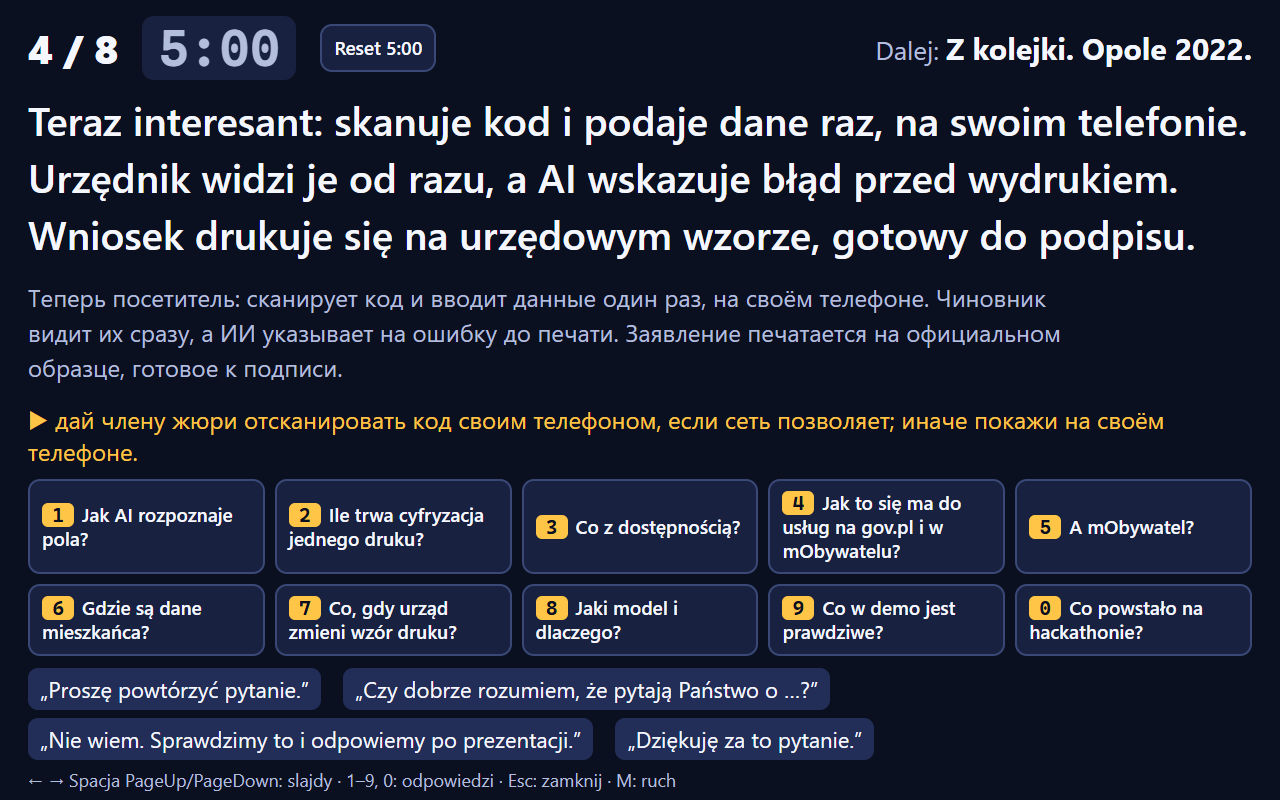 4 / 8
5:00
Reset 5:00
Dalej: Z kolejki. Opole 2022.
Teraz interesant: skanuje kod i podaje dane raz, na swoim telefonie.
Urzędnik widzi je od razu, a AI wskazuje błąd przed wydrukiem.
Wniosek drukuje się na urzędowym wzorze, gotowy do podpisu.
Теперь посетитель: сканирует код и вводит данные один раз, на своём телефоне. Чиновник
видит их сразу, а ИИ указывает на ошибку до печати. Заявление печатается на официальном
образце, готовое к подписи.
▶ дай члену жюри отсканировать код своим телефоном, если сеть позволяет; иначе покажи на своём
телефоне.
1 Jak AI rozpoznaje
pola?
2 Ile trwa cyfryzacja
jednego druku?
3 Co z dostępnością?
4 Jak to się ma do
usług na gov.pl i w
mObywatelu?
5 A mObywatel?
6 Gdzie są dane
mieszkańca?
7 Co, gdy urząd
zmieni wzór druku?
8 Jaki model i
dlaczego?
9 Co w demo jest
prawdziwe?
0 Co powstało na
hackathonie?
„Proszę powtórzyć pytanie.”
„Czy dobrze rozumiem, że pytają Państwo o …?”
„Nie wiem. Sprawdzimy to i odpowiemy po prezentacji.”
„Dziękuję za to pytanie.”
← → Spacja PageUp/PageDown: slajdy · 1–9, 0: odpowiedzi · Esc: zamknij · M: ruch